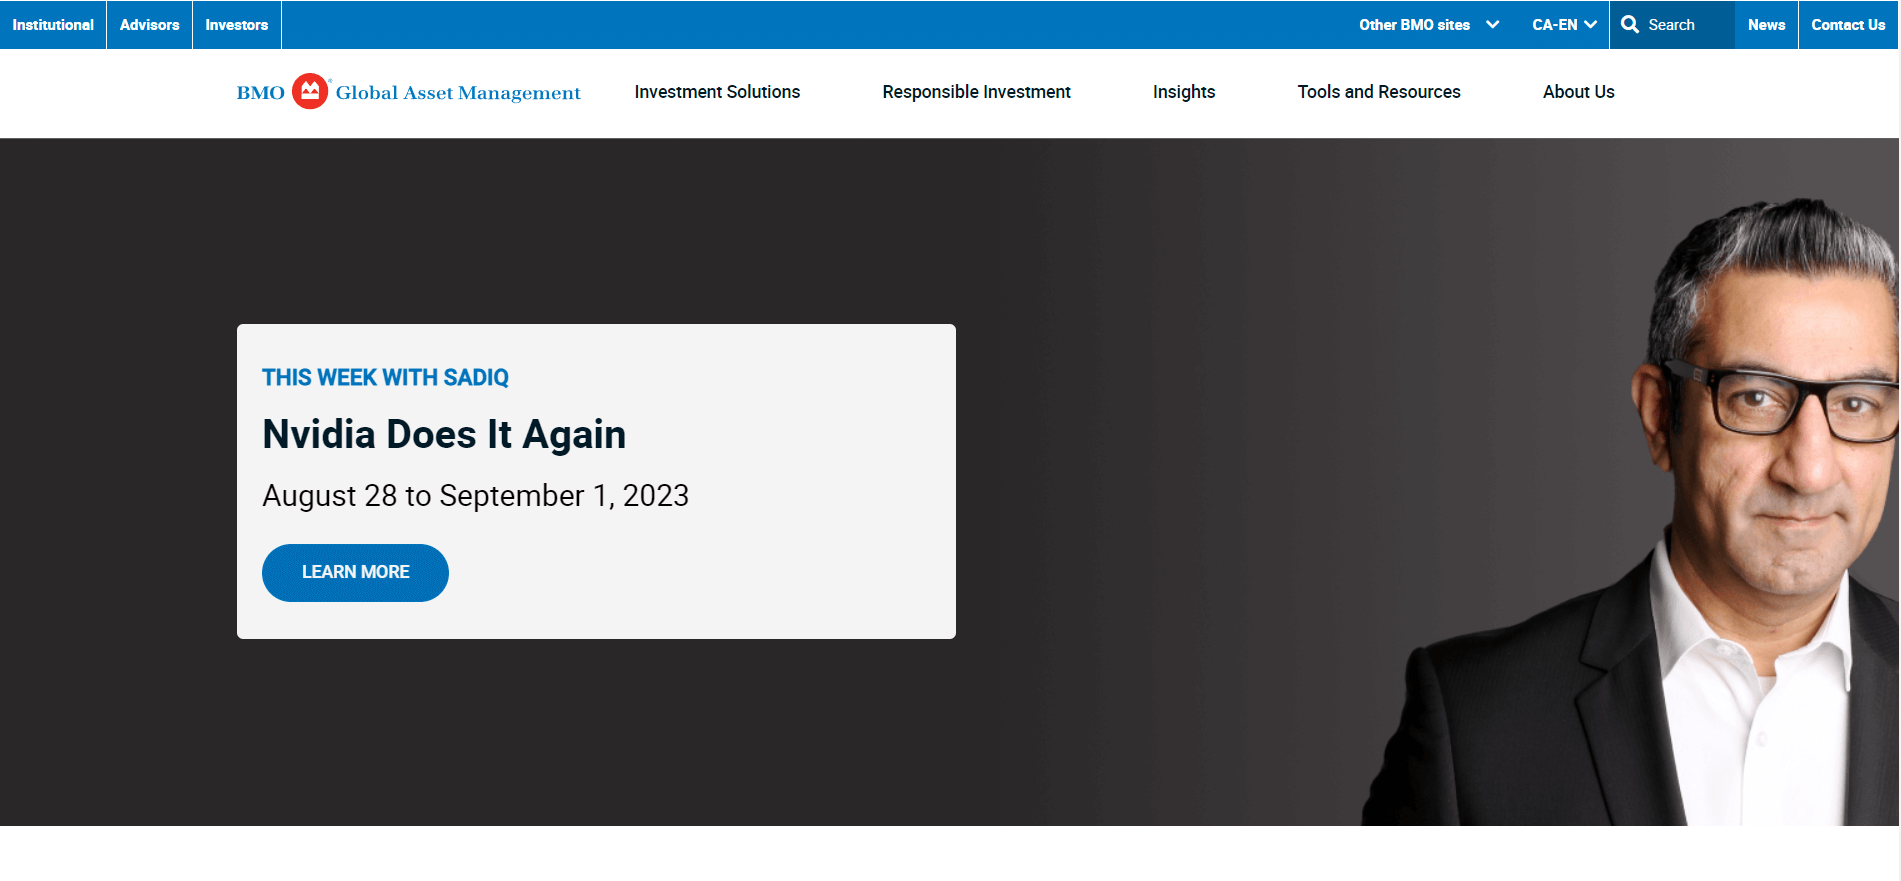 Institutional Advisors Investors Other BMO sites CA-EN Search News Contact Us
BMO Global Asset Management Investment Solutions Responsible Investment Insights Tools and Resources About Us
THIS WEEK WITH SADIQ
Nvidia Does It Again
August 28 to September 1, 2023
LEARN MORE